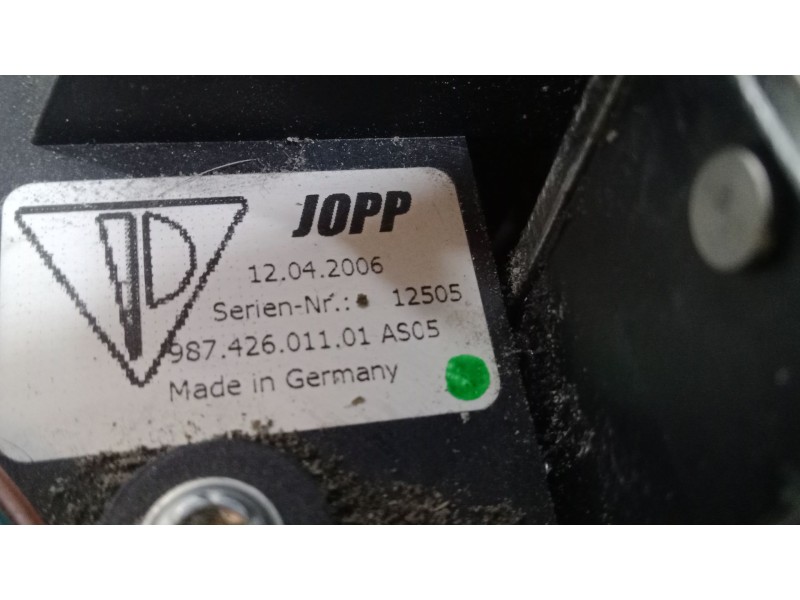 JOPP
12.04.2006
Serien-Nr.: 12505
987.426.011.01 AS05
Made in Germany